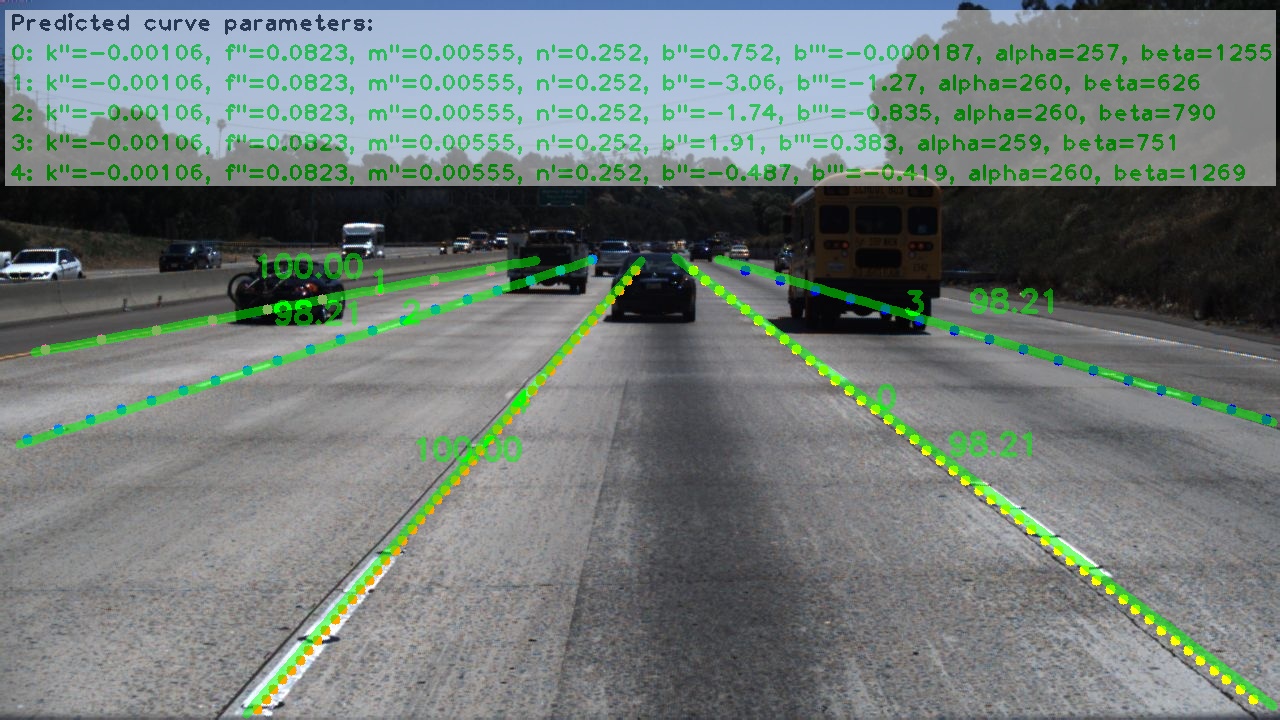 Predicted curve parameters:
0: k''=-0.00106, f''=0.0823, m''=0.00555, n'=0.252, b''=0.752, b'''=-0.000187, alpha=257, beta=1255
1: k''=-0.00106, f''=0.0823, m''=0.00555, n'=0.252, b''=-3.06, b'''=-1.27, alpha=260, beta=626
2: k''=-0.00106, f''=0.0823, m''=0.00555, n'=0.252, b''=-1.74, b'''=-0.835, alpha=260, beta=790
3: k''=-0.00106, f''=0.0823, m''=0.00555, n'=0.252, b''=1.91, b'''=0.383, alpha=259, beta=751
4: k''=-0.00106, f''=0.0823, m''=0.00555, n'=0.252, b''=-0.487, b'''=-0.419, alpha=260, beta=1269
SCHOOL BUS
100.00 1
98.21 2
3 98.21
0
100.00
98.21